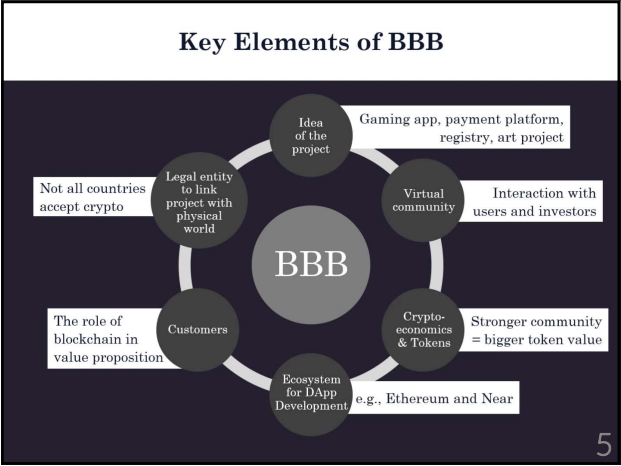 Key Elements of BBB
Idea
of the
project
Gaming app, payment platform,
registry, art project
Virtual
community
Interaction with
users and investors
Crypto-
economics
& Tokens
Stronger community
= bigger token value
Ecosystem
for DApp
Development
e.g., Ethereum and Near
Customers
The role of
blockchain in
value proposition
Legal entity
to link
project with
physical
world
Not all countries
accept crypto
BBB
5